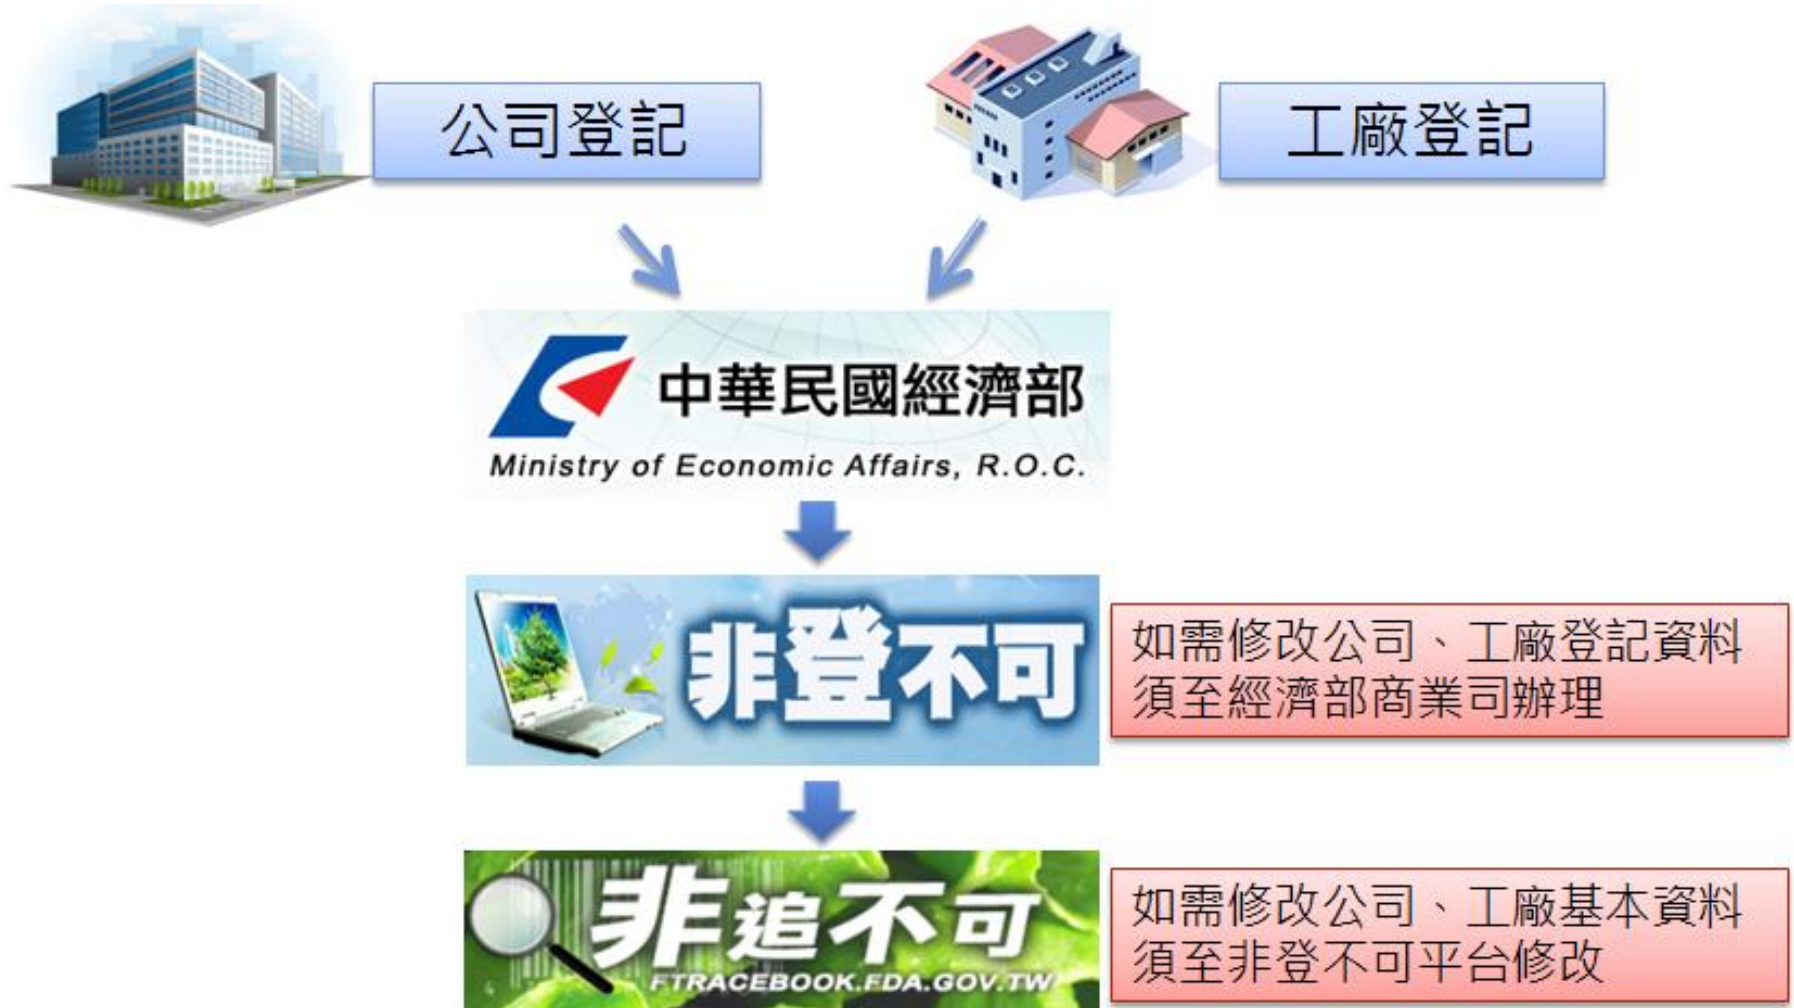 公司登記
工廠登記
中華民國經濟部
Ministry of Economic Affairs, R.O.C.
非登不可
如需修改公司、工廠登記資料
須至經濟部商業司辦理
非追不可
FTRACEBOOK.FDA.GOV.TW
如需修改公司、工廠基本資料
須至非登不可平台修改